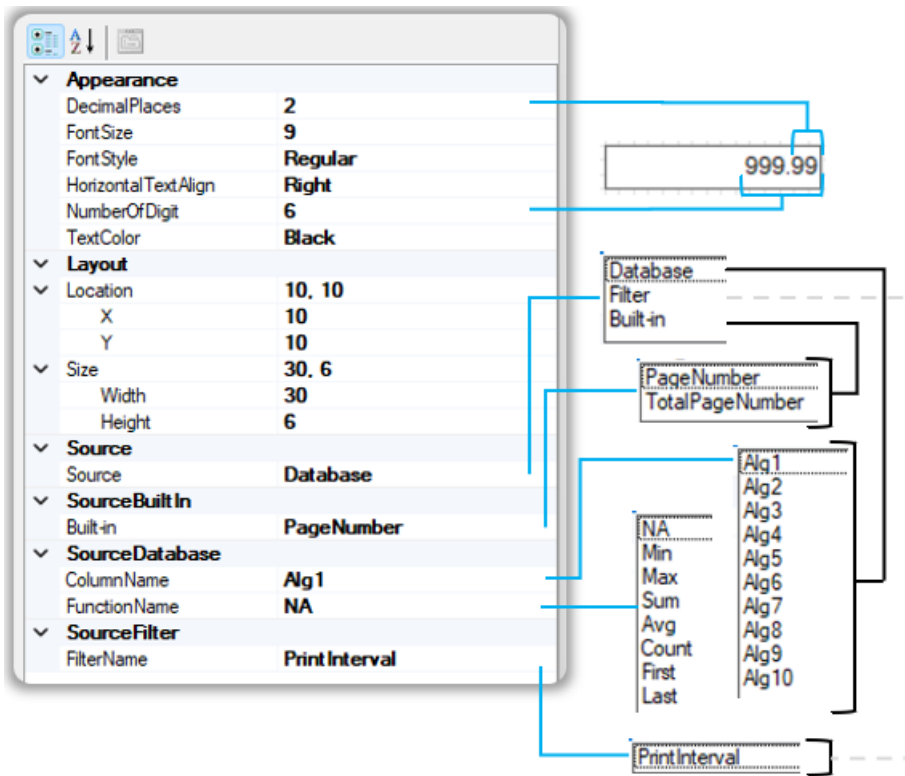 Appearance
DecimalPlaces 2
FontSize 9
FontStyle Regular
HorizontalTextAlign Right
NumberOfDigit 6
TextColor Black
Layout
Location 10, 10
X 10
Y 10
Size 30, 6
Width 30
Height 6
Source
Source Database
SourceBuiltIn
Built-in PageNumber
SourceDatabase
ColumnName Alg1
FunctionName NA
SourceFilter
FilterName PrintInterval
999.99
Database
Filter
Built-in
PageNumber
TotalPageNumber
Alg1
Alg2
Alg3
Alg4
Alg5
Alg6
Alg7
Alg8
Alg9
Alg10
NA
Min
Max
Sum
Avg
Count
First
Last
PrintInterval